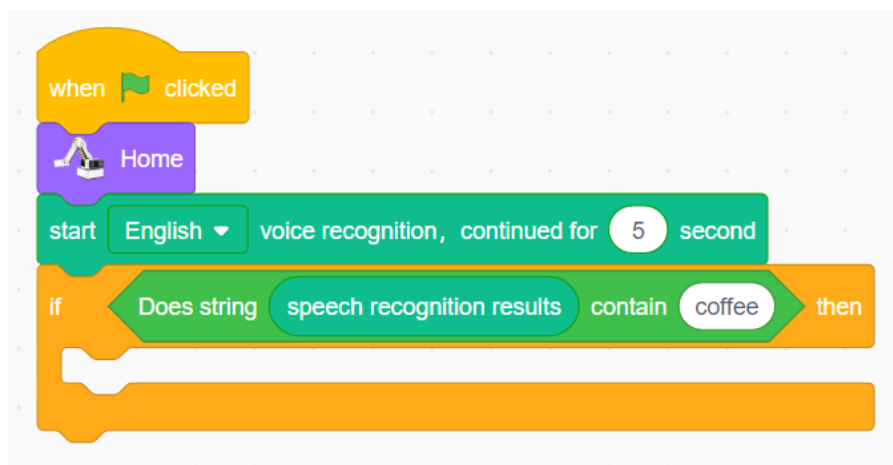 when clicked
Home
start English voice recognition, continued for 5 second
if Does string speech recognition results contain coffee then